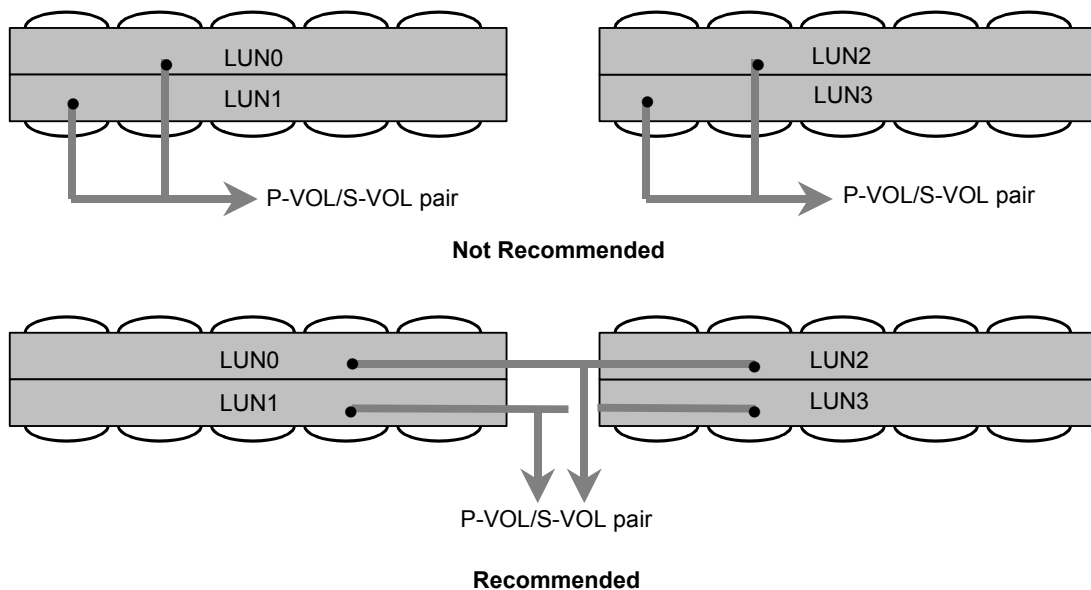 LUN0
LUN1
P-VOL/S-VOL pair
LUN2
LUN3
P-VOL/S-VOL pair
Not Recommended
LUN0
LUN1
LUN2
LUN3
P-VOL/S-VOL pair
Recommended